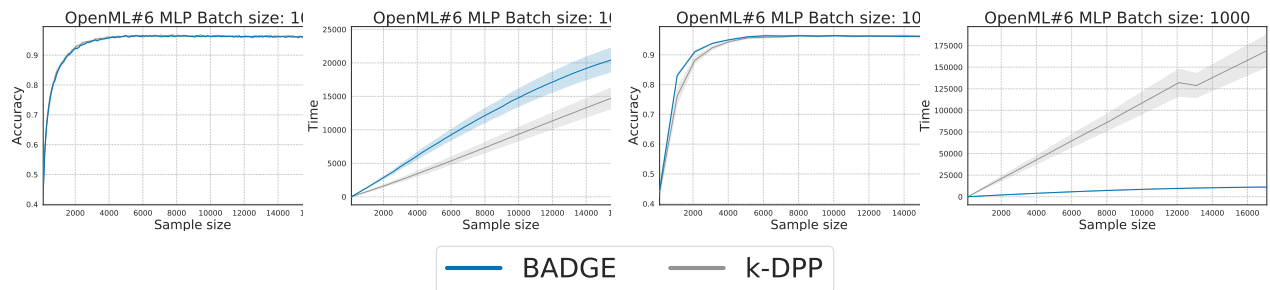 OpenML#6 MLP Batch size: 10
Accuracy
0.9
0.8
0.7
0.6
0.5
0.4
2000 4000 6000 8000 10000 12000 14000 1
Sample size
OpenML#6 MLP Batch size: 10
Time
25000
20000
15000
10000
5000
0
2000 4000 6000 8000 10000 12000 14000
Sample size
OpenML#6 MLP Batch size: 10
Accuracy
0.9
0.8
0.7
0.6
0.5
0.4
2000 4000 6000 8000 10000 12000 14000
Sample size
OpenML#6 MLP Batch size: 1000
Time
175000
150000
125000
100000
75000
50000
25000
0
2000 4000 6000 8000 10000 12000 14000 16000
Sample size
BADGE k-DPP